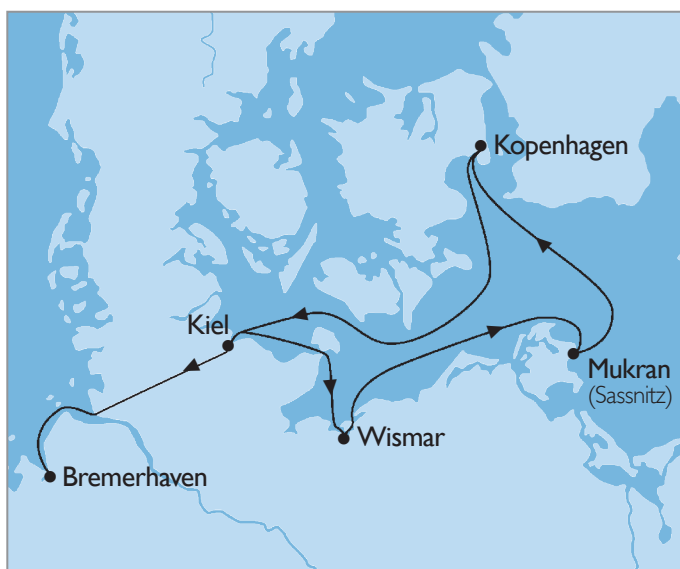 Kopenhagen
Kiel
Mukran
(Sassnitz)
Wismar
Bremerhaven